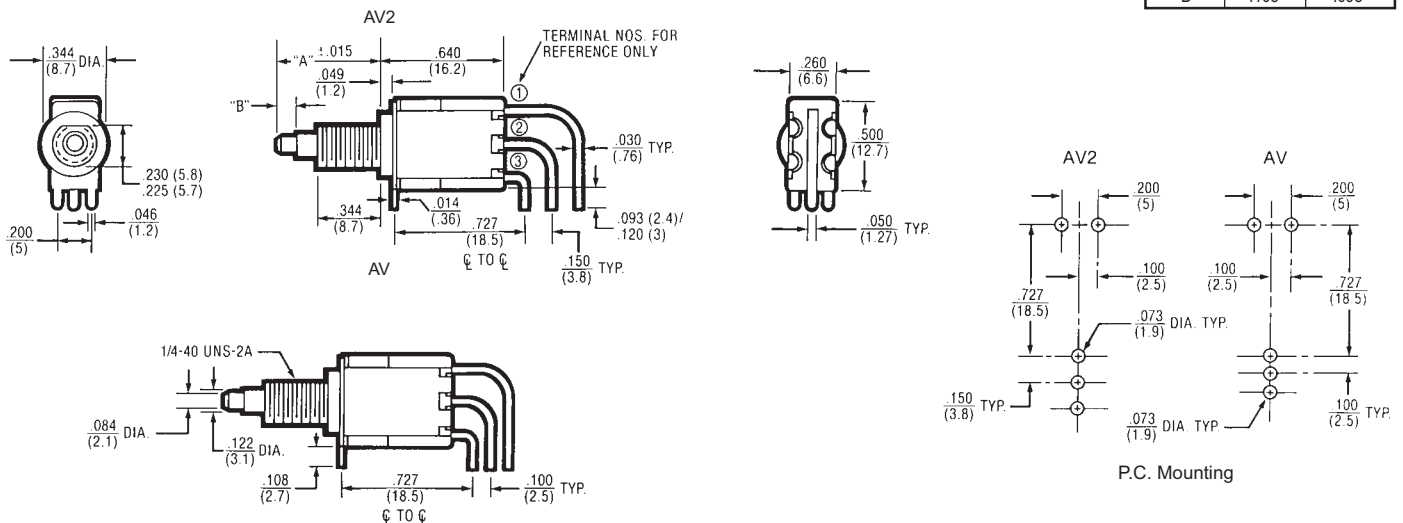 AV2
.344 DIA.
(8.7)
"A"
±.015
.640
(16.2)
TERMINAL NOS. FOR
REFERENCE ONLY
.049
(1.2)
"B"
①
②
③
.030 TYP.
(.76)
.230 (5.8)
.225 (5.7)
.046
(1.2)
.200
(5)
.344
(8.7)
.014
(.36)
.727
(18.5)
℄ TO ℄
.093 (2.4)/
.120 (3)
.150 TYP.
(3.8)
AV
.260
(6.6)
.500
(12.7)
.050 TYP.
(1.27)
1/4-40 UNS-2A
.084 DIA.
(2.1)
.122 DIA.
(3.1)
.108
(2.7)
.727
(18.5)
℄ TO ℄
.100 TYP.
(2.5)
AV2
.200
(5)
.100
(2.5)
.727
(18.5)
.073 DIA. TYP.
(1.9)
.150 TYP.
(3.8)
AV
.200
(5)
.100
(2.5)
.727
(18.5)
.073 DIA. TYP.
(1.9)
.100 TYP.
(2.5)
P.C. Mounting